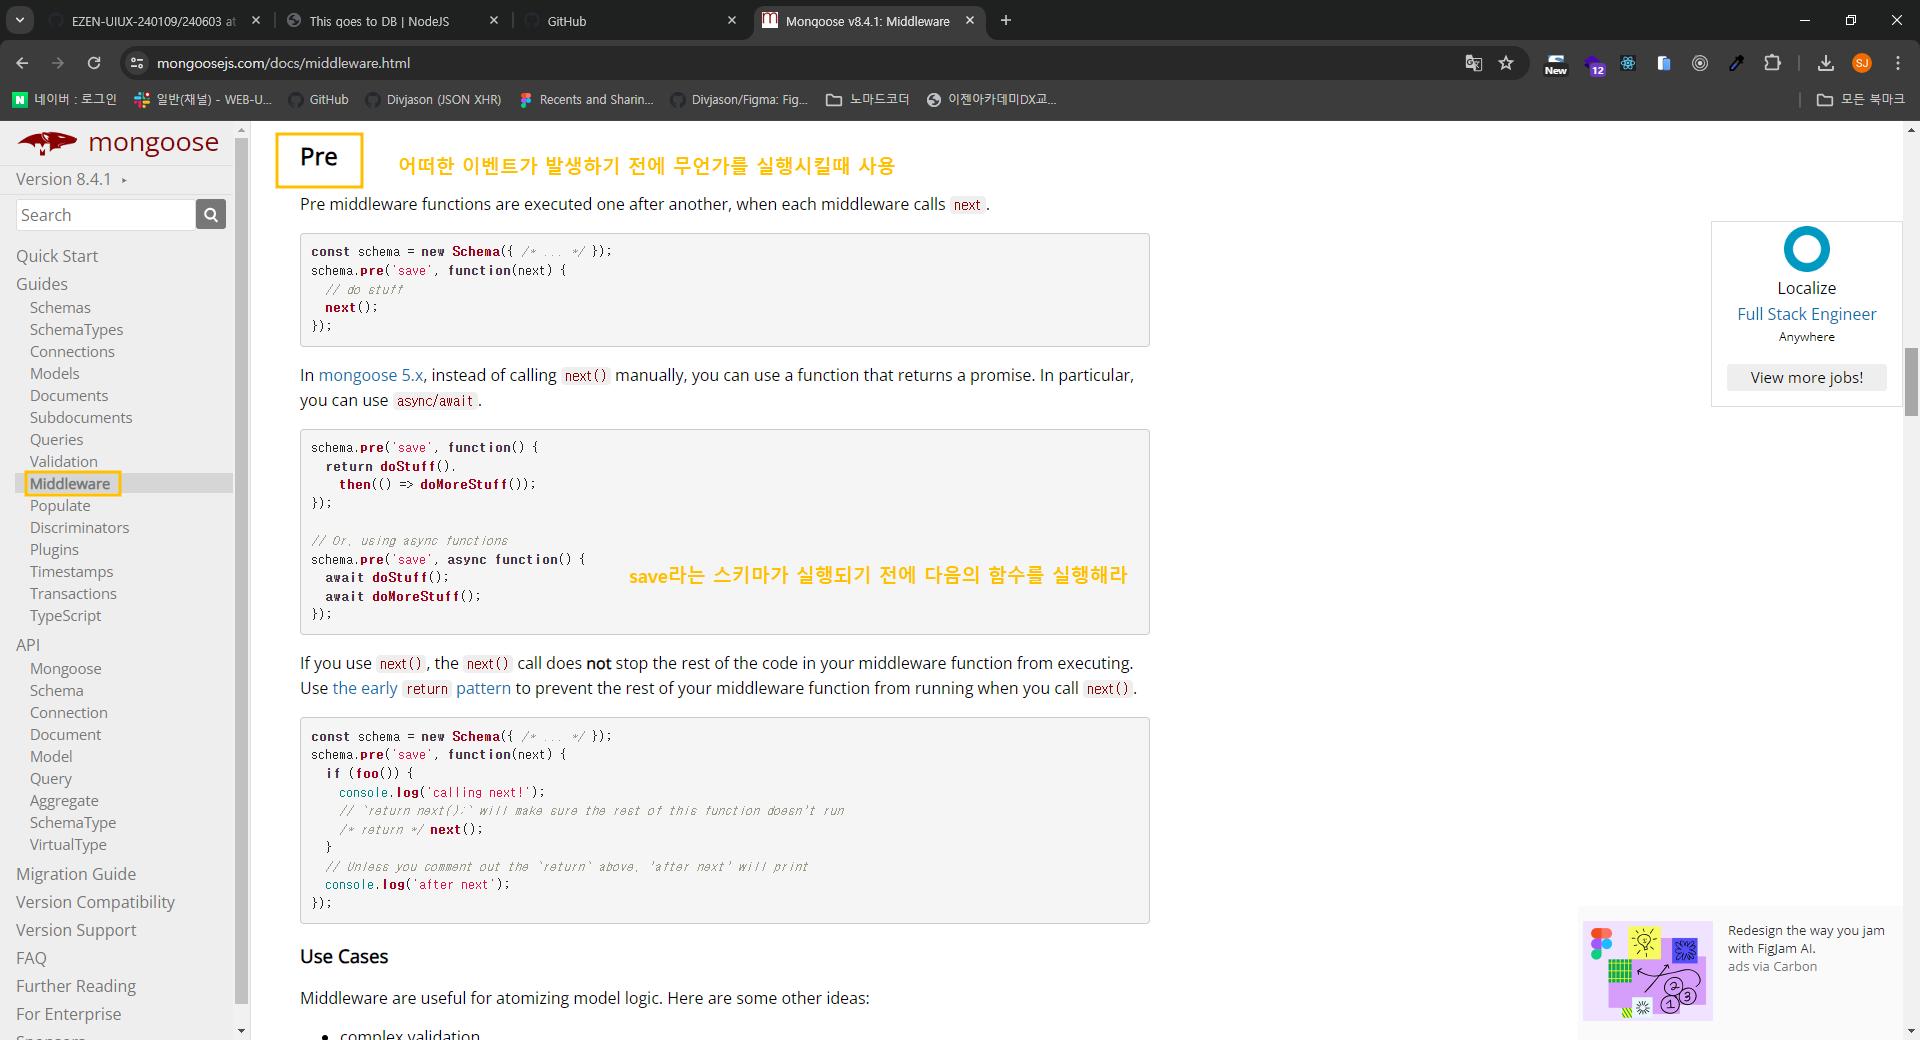 EZEN-UIUX-240109/240603 at
This goes to DB | NodeJS
GitHub
Mongoose v8.4.1: Middleware
mongoosejs.com/docs/middleware.html
New
12
SJ
네이버 : 로그인
일반(채널) - WEB-U...
GitHub
Divjason (JSON XHR)
Recents and Sharin...
Divjason/Figma: Fig...
노마드코더
이젠아카데미DX교...
모든 북마크
mongoose
Version 8.4.1
Search
Quick Start
Guides
Schemas
SchemaTypes
Connections
Models
Documents
Subdocuments
Queries
Validation
Middleware
Populate
Discriminators
Plugins
Timestamps
Transactions
TypeScript
API
Mongoose
Schema
Connection
Document
Model
Query
Aggregate
SchemaType
VirtualType
Migration Guide
Version Compatibility
Version Support
FAQ
Further Reading
For Enterprise
Sponsors
Pre
어떠한 이벤트가 발생하기 전에 무언가를 실행시킬때 사용
Pre middleware functions are executed one after another, when each middleware calls next.
const schema = new Schema({ /* ... */ });
schema.pre('save', function(next) {
  // do stuff
  next();
});
In mongoose 5.x, instead of calling next() manually, you can use a function that returns a promise. In particular,
you can use async/await.
schema.pre('save', function() {
  return doStuff().
    then(() => doMoreStuff());
});
// Or, using async functions
schema.pre('save', async function() {
  await doStuff();
  await doMoreStuff();
});
save라는 스키마가 실행되기 전에 다음의 함수를 실행해라
If you use next(), the next() call does not stop the rest of the code in your middleware function from executing.
Use the early return pattern to prevent the rest of your middleware function from running when you call next().
const schema = new Schema({ /* ... */ });
schema.pre('save', function(next) {
  if (foo()) {
    console.log('calling next!');
    // `return next();` will make sure the rest of this function doesn't run
    /* return */ next();
  }
  // Unless you comment out the `return` above, 'after next' will print
  console.log('after next');
});
Use Cases
Middleware are useful for atomizing model logic. Here are some other ideas:
• complex validation
Localize
Full Stack Engineer
Anywhere
View more jobs!
Redesign the way you jam
with FigJam AI.
ads via Carbon
1
2
3